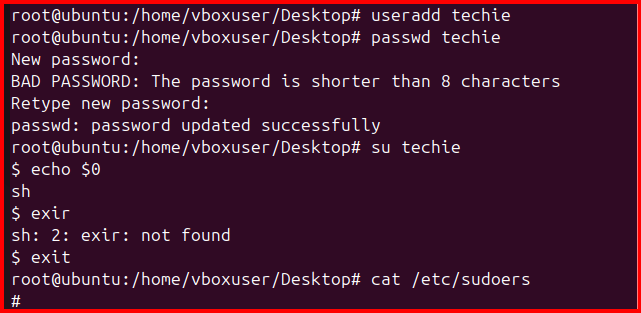 root@ubuntu:/home/vboxuser/Desktop# useradd techie
root@ubuntu:/home/vboxuser/Desktop# passwd techie
New password:
BAD PASSWORD: The password is shorter than 8 characters
Retype new password:
passwd: password updated successfully
root@ubuntu:/home/vboxuser/Desktop# su techie
$ echo $0
sh
$ exir
sh: 2: exir: not found
$ exit
root@ubuntu:/home/vboxuser/Desktop# cat /etc/sudoers
#